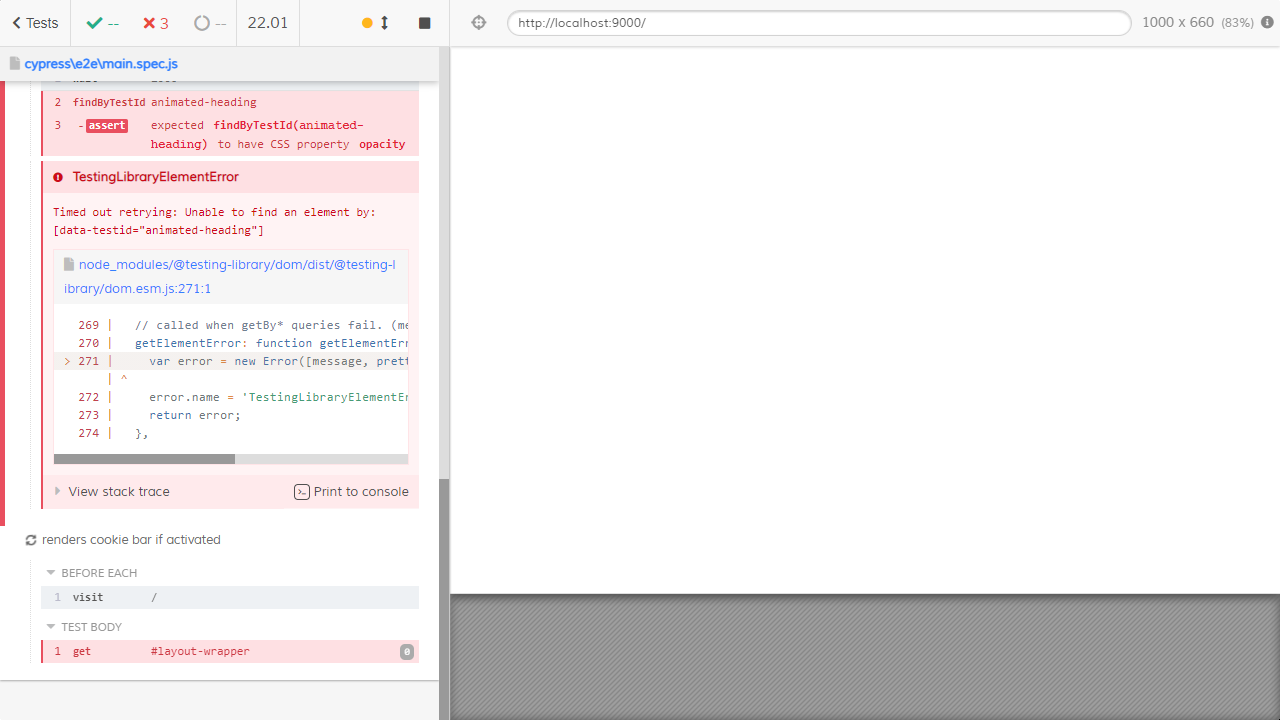 Tests
--
3
--
22.01
http://localhost:9000/
1000 x 660 (83%)
cypress\e2e\main.spec.js
2 findByTestId animated-heading
3 - assert expected findByTestId(animated-
heading) to have CSS property opacity
TestingLibraryElementError
Timed out retrying: Unable to find an element by:
[data-testid="animated-heading"]
node_modules/@testing-library/dom/dist/@testing-l
ibrary/dom.esm.js:271:1
269 | // called when getBy* queries fail. (me
270 | getElementError: function getElementErr
> 271 | var error = new Error([message, prett
| ^
272 | error.name = 'TestingLibraryElementEr
273 | return error;
274 | },
View stack trace
Print to console
renders cookie bar if activated
BEFORE EACH
1 visit /
TEST BODY
1 get #layout-wrapper 0